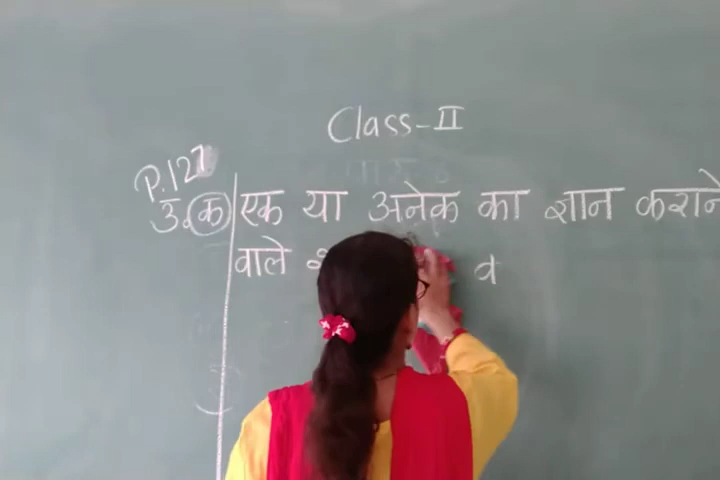 Class-II
P.127
उ. क एक या अनेक का ज्ञान कराने
वाले व